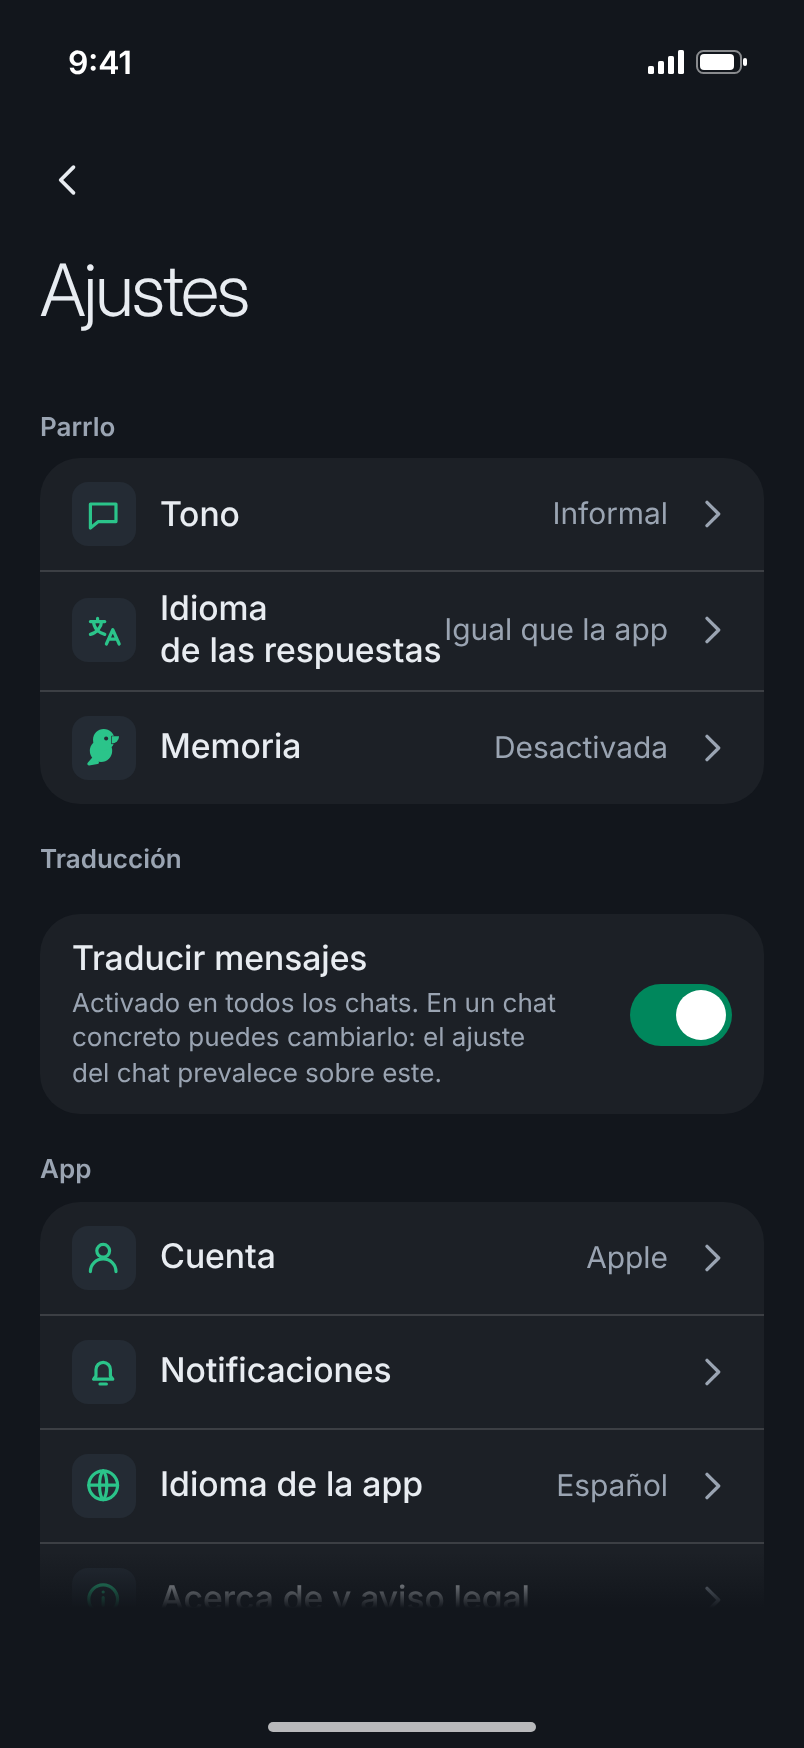 9:41
Ajustes
Parrlo
Tono
Informal
Idioma
de las respuestas
Igual que la app
Memoria
Desactivada
Traducción
Traducir mensajes
Activado en todos los chats. En un chat
concreto puedes cambiarlo: el ajuste
del chat prevalece sobre este.
App
Cuenta
Apple
Notificaciones
Idioma de la app
Español
Acerca de y aviso legal